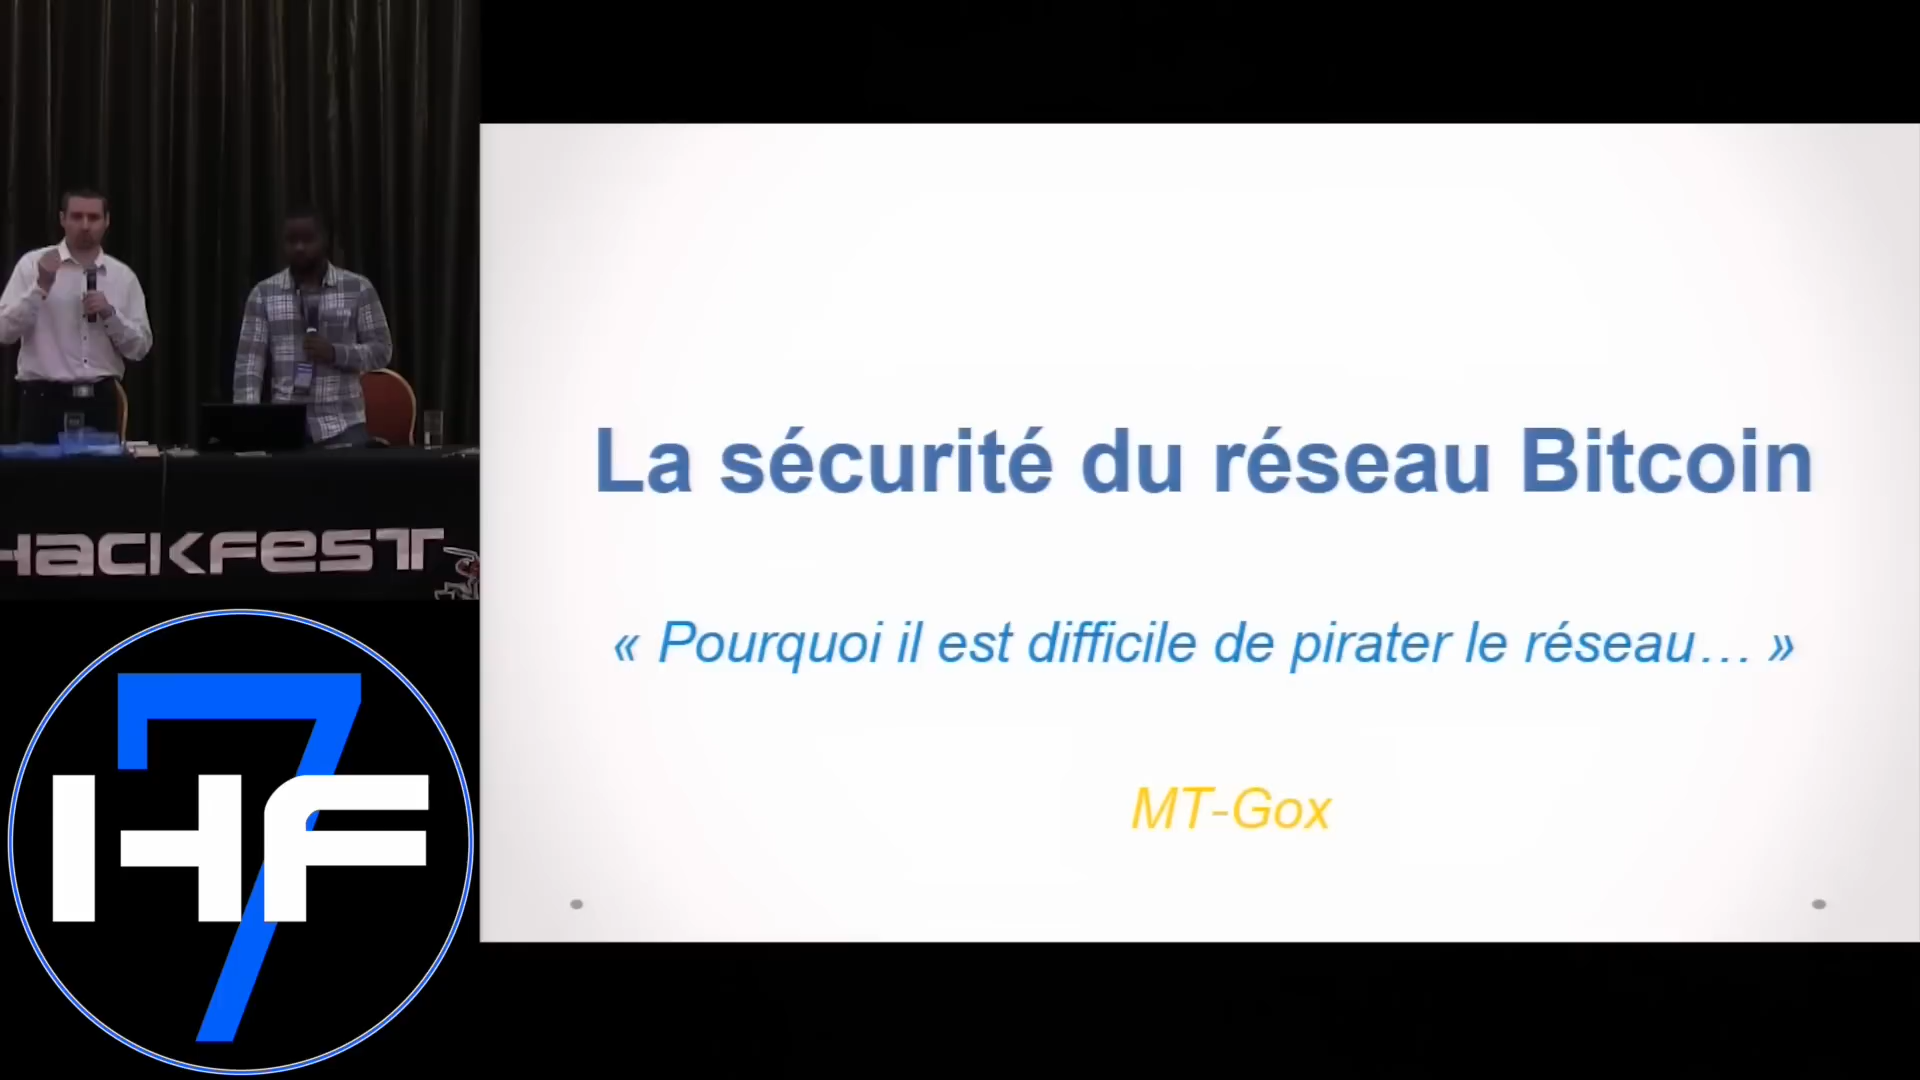 HACKFEST
7
HF
La sécurité du réseau Bitcoin
« Pourquoi il est difficile de pirater le réseau… »
MT-Gox